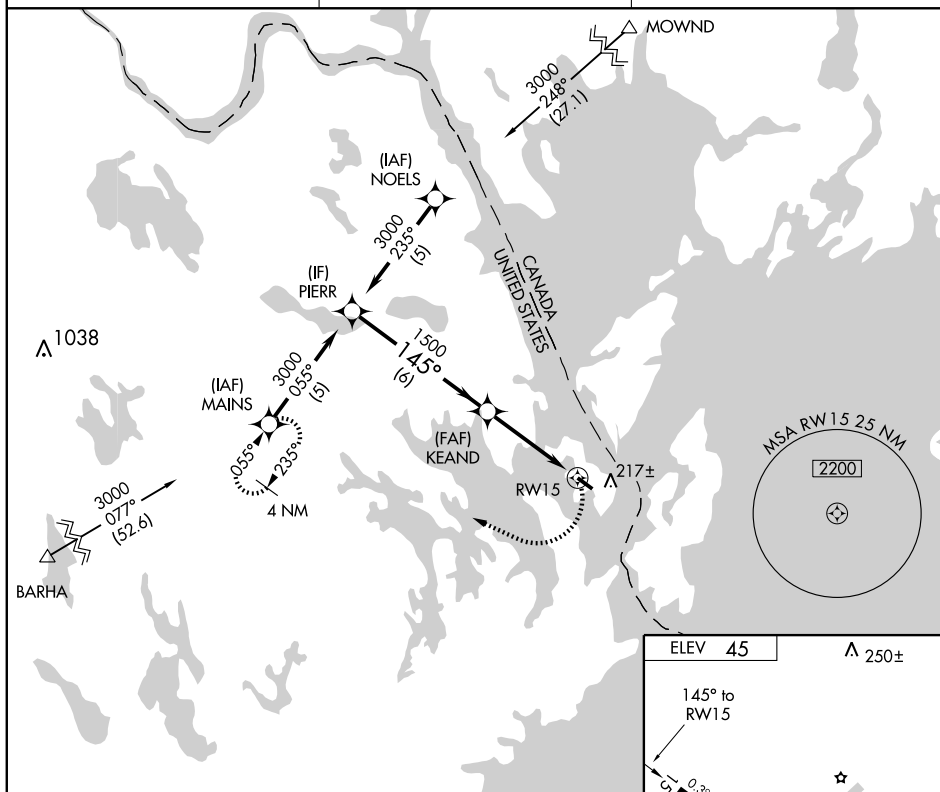 MOWND
3000
248°
(27.1)
(IAF)
NOELS
3000
235°
(5)
CANADA
UNITED STATES
(IF)
PIERR
1500
145°
(6)
1038
3000
055°
(5)
(IAF)
MAINS
055°
235°
4 NM
(FAF)
KEAND
RW15
217±
MSA RW15 25 NM
2200
3000
077°
(52.6)
BARHA
ELEV 45
250±
145° to
RW15
15